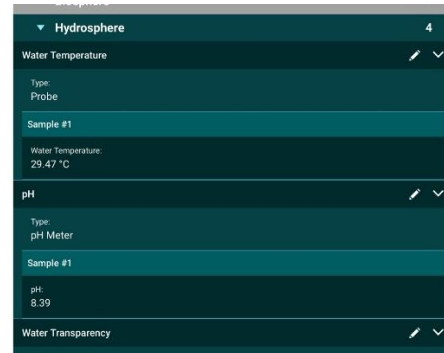 Hydrosphere 4
Water Temperature
Type:
Probe
Sample #1
Water Temperature:
29.47 °C
pH
Type:
pH Meter
Sample #1
pH:
8.39
Water Transparency